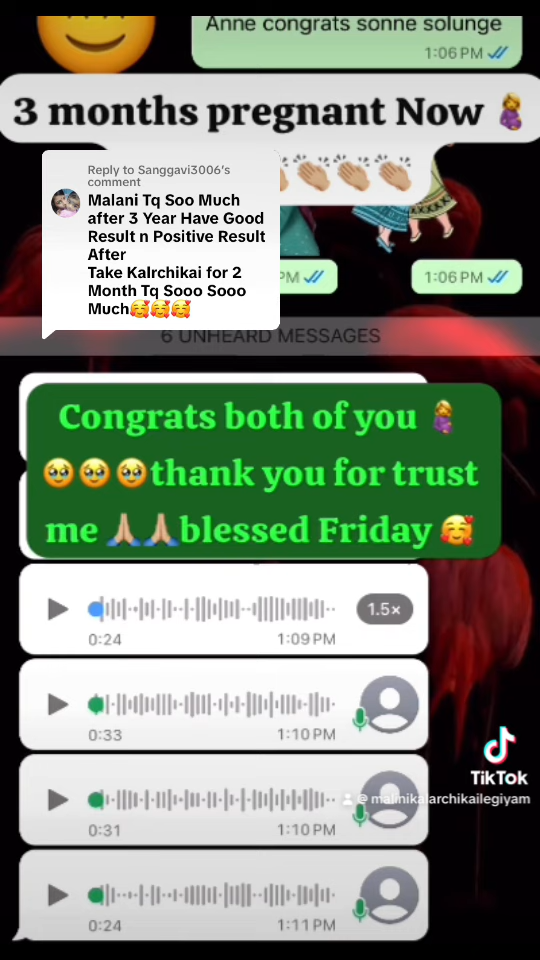 Anne congrats sonne solunge
1:06 PM
3 months pregnant Now 🤰
👏🏼👏🏼👏🏼
Reply to Sanggavi3006's
comment
Malani Tq Soo Much
after 3 Year Have Good
Result n Positive Result
After
Take Kalrchikai for 2
Month Tq Sooo Sooo
Much🥰🥰🥰
PM
1:06 PM
6 UNHEARD MESSAGES
Congrats both of you 🤰
🥹🥹🥹thank you for trust
me 🙏🏼🙏🏼blessed Friday 🥰
1.5×
0:24 1:09 PM
0:33 1:10 PM
TikTok
@malinikalarchikailegiyam
0:31 1:10 PM
0:24 1:11 PM